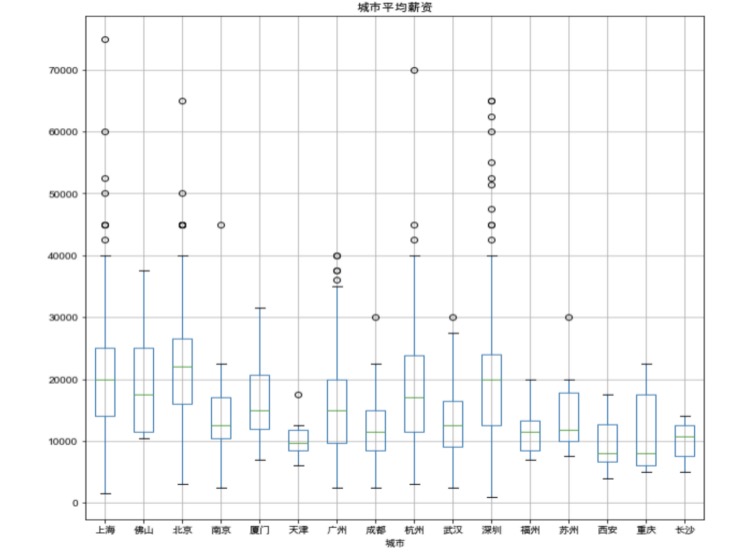 城市平均薪资
70000
60000
50000
40000
30000
20000
10000
0
上海 佛山 北京 南京 厦门 天津 广州 成都 杭州 武汉 深圳 福州 苏州 西安 重庆 长沙
城市